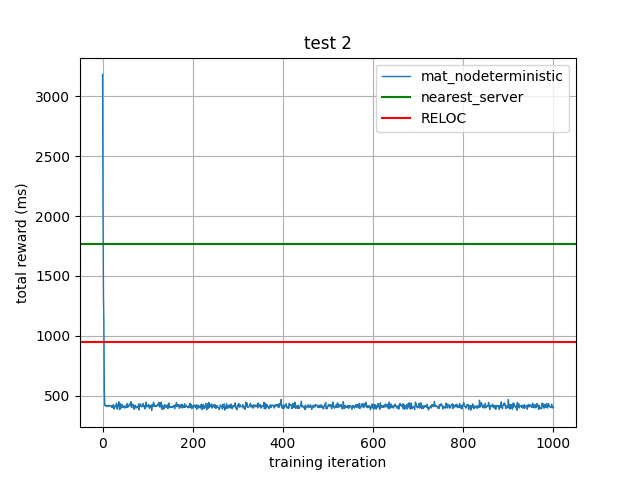 test 2
mat_nodeterministic
nearest_server
RELOC
total reward (ms)
3000
2500
2000
1500
1000
500
0 200 400 600 800 1000
training iteration